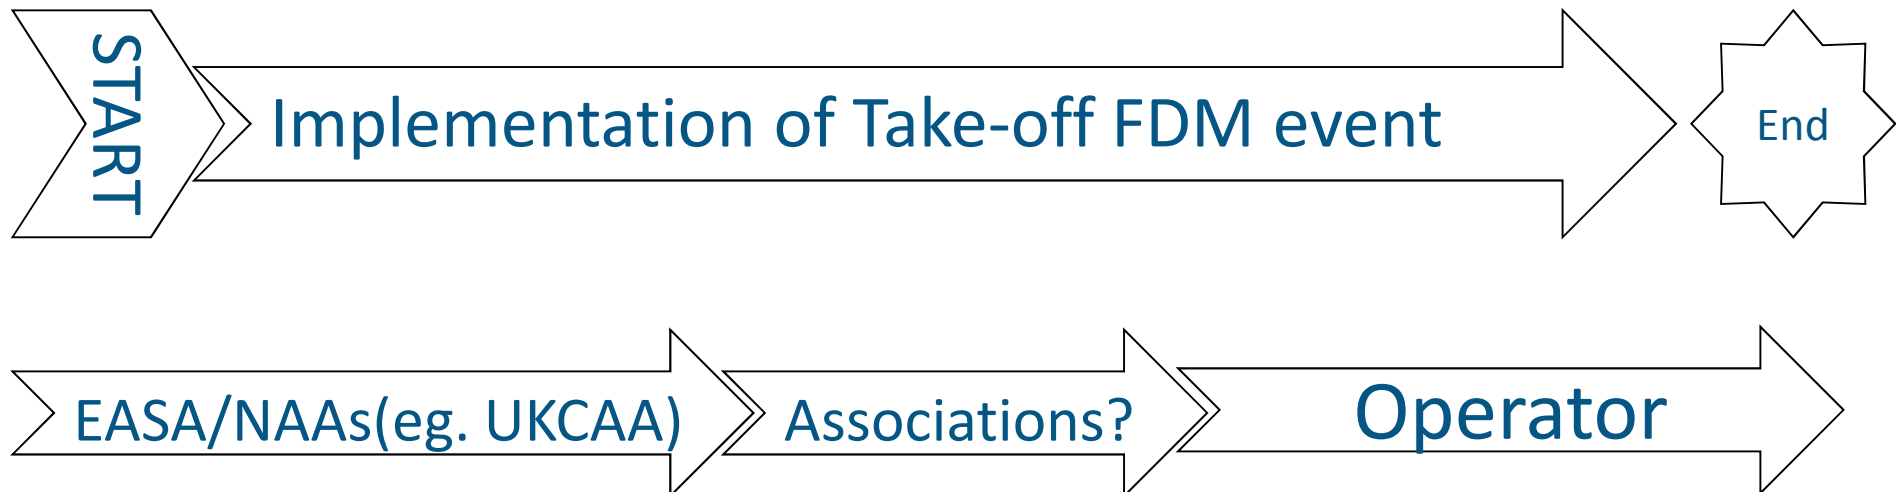 START
Implementation of Take-off FDM event
End
EASA/NAAs(eg. UKCAA)
Associations?
Operator